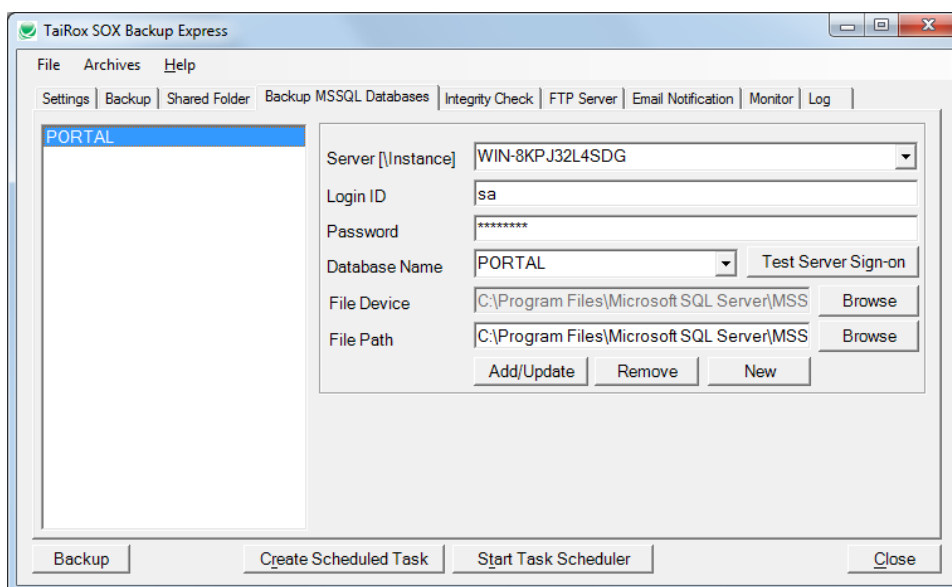 TaiRox SOX Backup Express
File Archives Help
Settings Backup Shared Folder Backup MSSQL Databases Integrity Check FTP Server Email Notification Monitor Log
PORTAL
Server [\Instance] WIN-8KPJ32L4SDG
Login ID sa
Password ********
Database Name PORTAL Test Server Sign-on
File Device C:\Program Files\Microsoft SQL Server\MSS Browse
File Path C:\Program Files\Microsoft SQL Server\MSS Browse
Add/Update Remove New
Backup Create Scheduled Task Start Task Scheduler Close